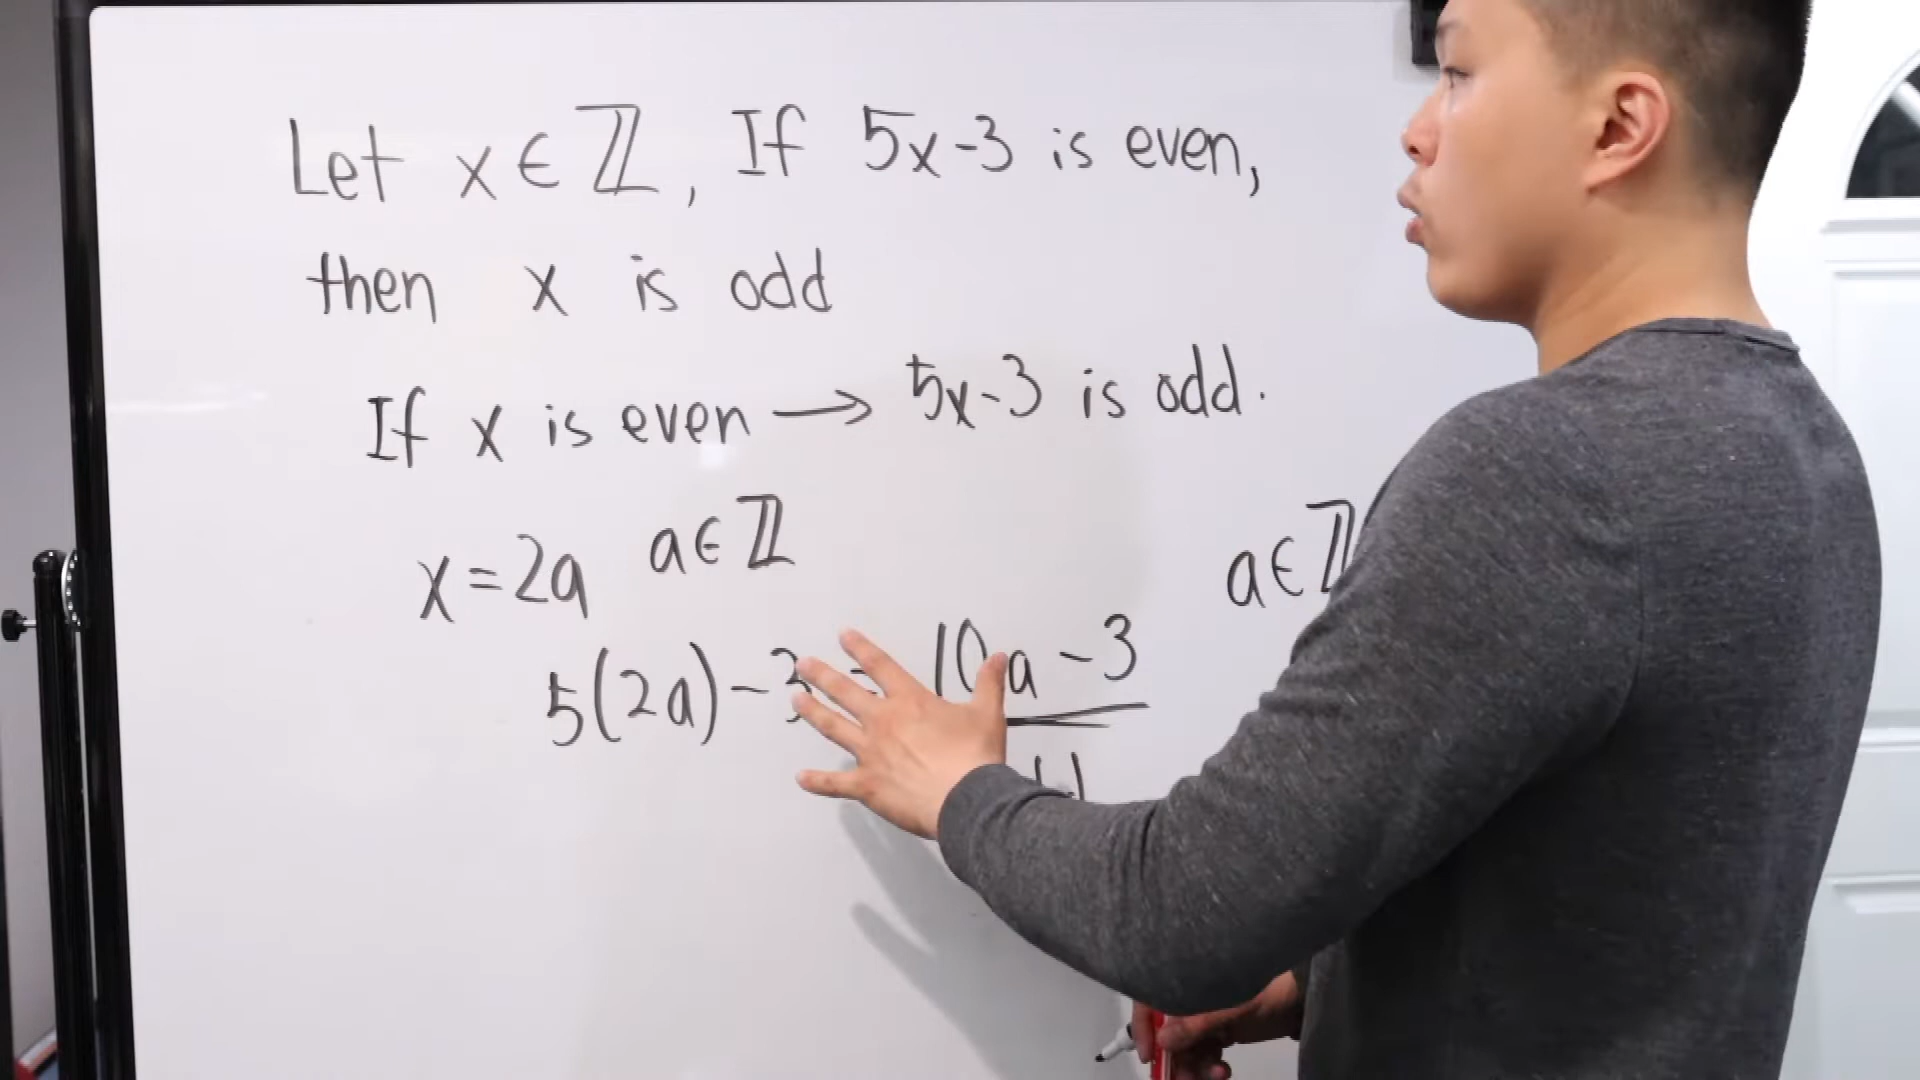 Let x ∈ ℤ, If 5x-3 is even,
then x is odd
If x is even → 5x-3 is odd.
x = 2a a ∈ ℤ
a ∈ ℤ
5(2a) - 3 = 10a - 3